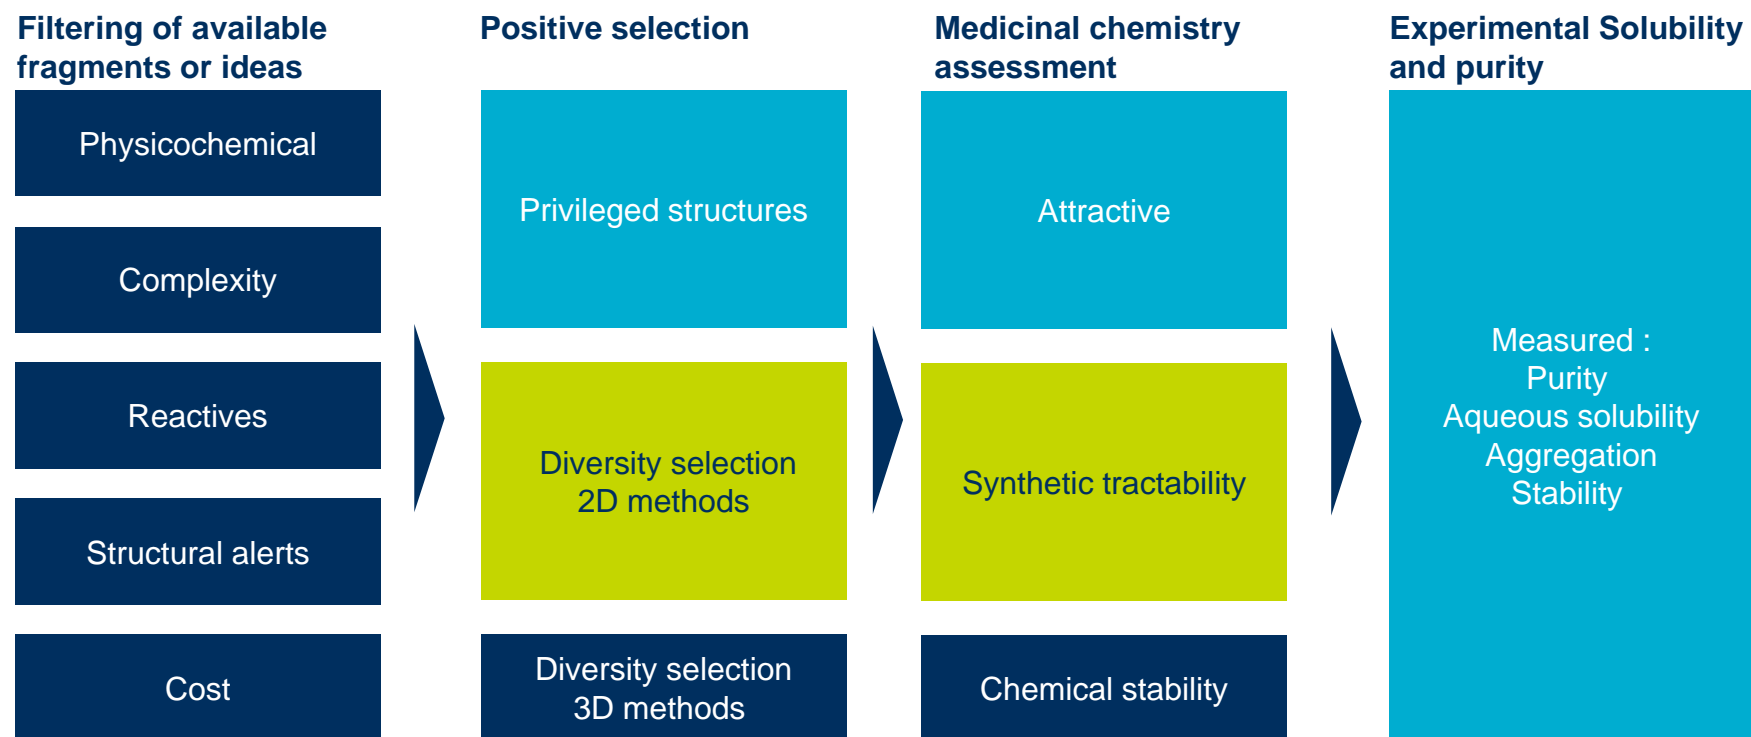 Filtering of available
fragments or ideas
Physicochemical
Complexity
Reactives
Structural alerts
Cost
Positive selection
Privileged structures
Diversity selection
2D methods
Diversity selection
3D methods
Medicinal chemistry
assessment
Attractive
Synthetic tractability
Chemical stability
Experimental Solubility
and purity
Measured :
Purity
Aqueous solubility
Aggregation
Stability